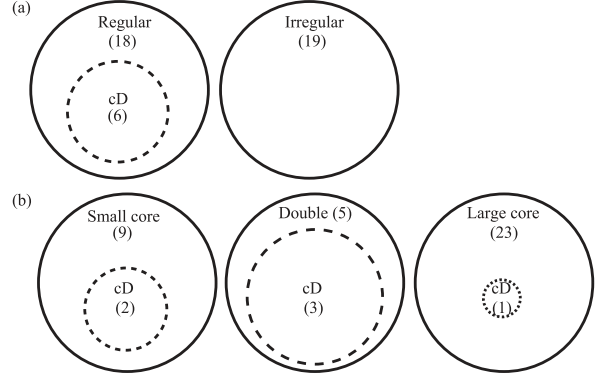 (a)
Regular
(18)
cD
(6)
Irregular
(19)
(b)
Small core
(9)
cD
(2)
Double (5)
cD
(3)
Large core
(23)
cD
(1)